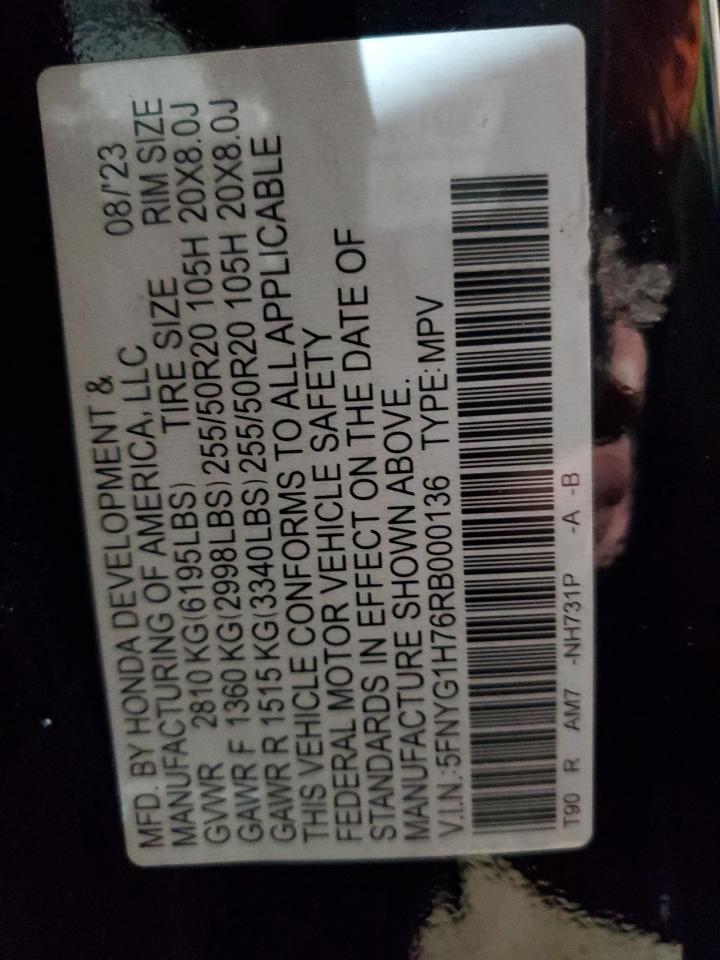 MFD. BY HONDA DEVELOPMENT & 08/'23
MANUFACTURING OF AMERICA, LLC
TIRE SIZE RIM SIZE
GVWR 2810 KG(6195LBS)
GAWR F 1360 KG(2998LBS) 255/50R20 105H 20X8.0J
GAWR R 1515 KG(3340LBS) 255/50R20 105H 20X8.0J
THIS VEHICLE CONFORMS TO ALL APPLICABLE
FEDERAL MOTOR VEHICLE SAFETY
STANDARDS IN EFFECT ON THE DATE OF
MANUFACTURE SHOWN ABOVE.
V.I.N.:5FNYG1H76RB000136 TYPE:MPV
T90 R AM7 -NH731P -A -B